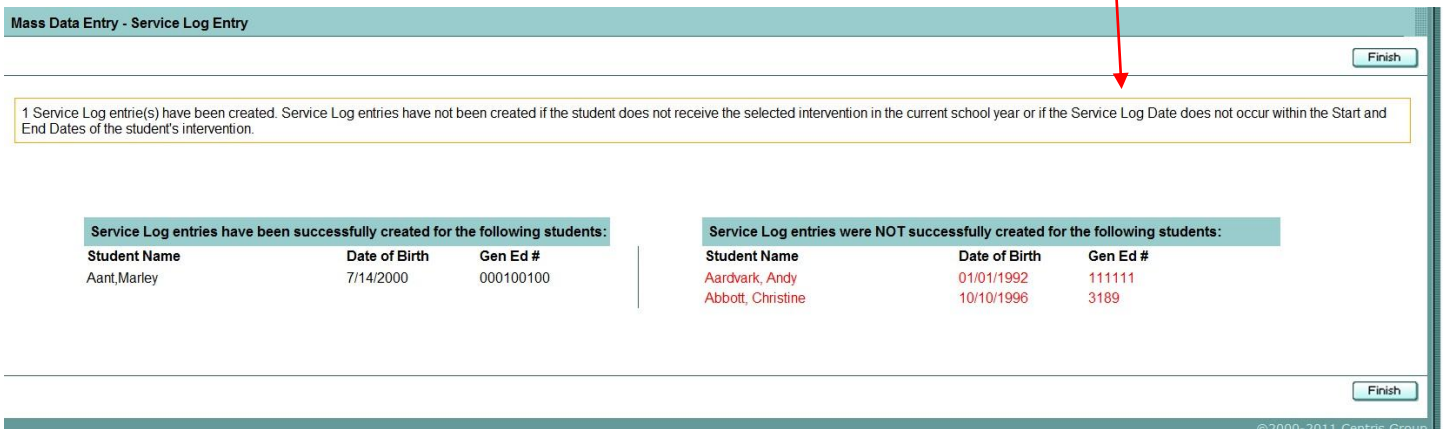 Mass Data Entry - Service Log Entry
Finish
1 Service Log entrie(s) have been created. Service Log entries have not been created if the student does not receive the selected intervention in the current school year or if the Service Log Date does not occur within the Start and
End Dates of the student's intervention.
Service Log entries have been successfully created for the following students:
Student Name Date of Birth Gen Ed #
Aant,Marley 7/14/2000 000100100
Service Log entries were NOT successfully created for the following students:
Student Name Date of Birth Gen Ed #
Aardvark, Andy 01/01/1992 111111
Abbott, Christine 10/10/1996 3189
Finish
©2000-2011 Centris Group